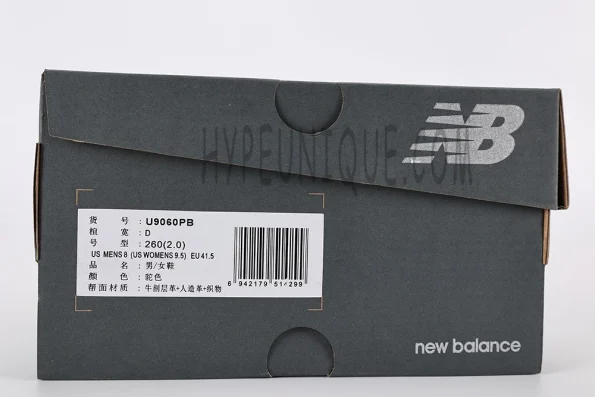 NB
HYPEUNIQUE.COM
货 号: U9060PB
楦 宽: D
号 型: 260(2.0)
US MENS 8 (US WOMENS 9.5) EU 41.5
品 名: 男/女鞋
颜 色: 驼色
帮面材质: 牛剖层革+人造革+织物
6 942179 514299
new balance